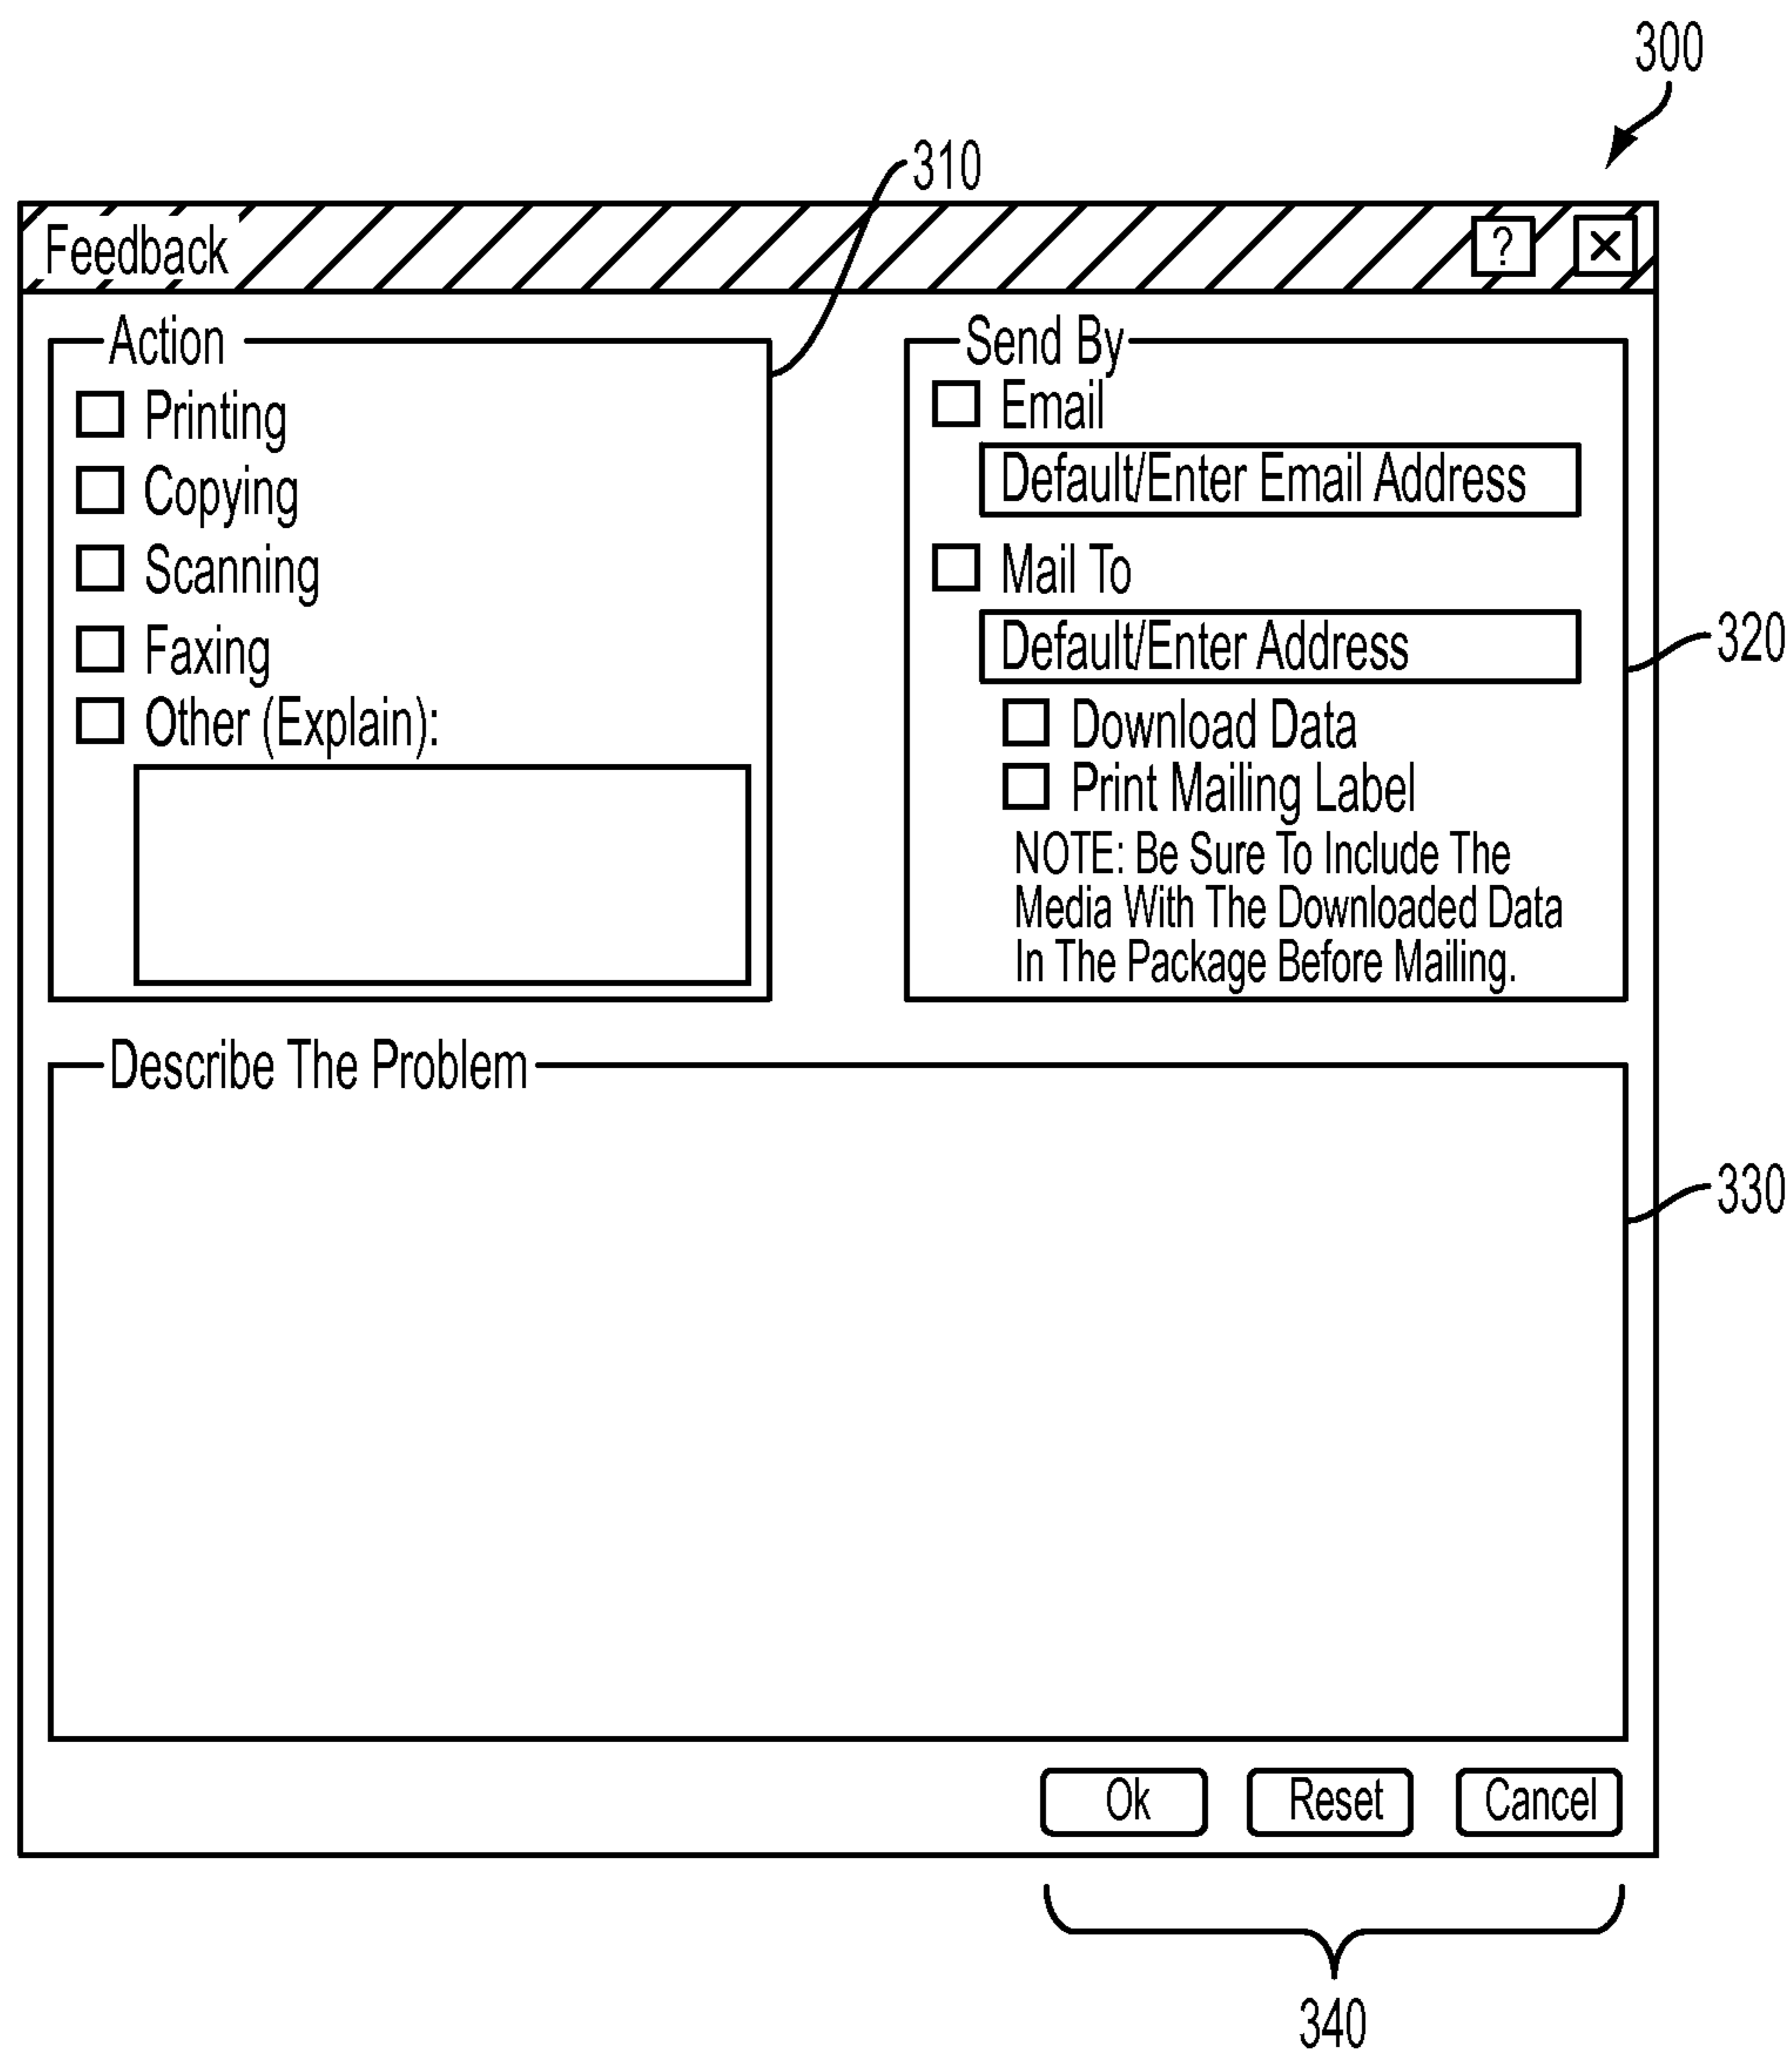 300
310
Feedback
? X
Action
Printing
Copying
Scanning
Faxing
Other (Explain):
Send By
Email
Default/Enter Email Address
Mail To
Default/Enter Address
320
Download Data
Print Mailing Label
NOTE: Be Sure To Include The
Media With The Downloaded Data
In The Package Before Mailing.
Describe The Problem
330
Ok Reset Cancel
340